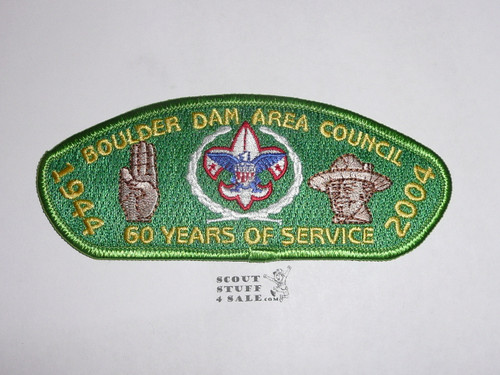 BOULDER DAM AREA COUNCIL
1944
2004
60 YEARS OF SERVICE
SCOUT
STUFF
4 SALE.com